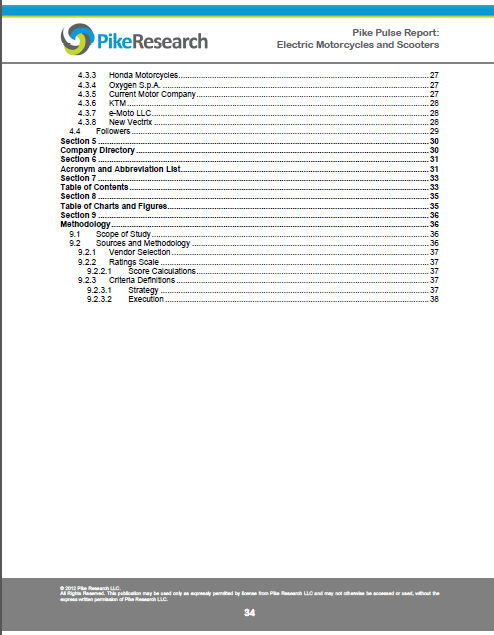 PikeResearch
Pike Pulse Report:
Electric Motorcycles and Scooters
4.3.3 Honda Motorcycles 27
4.3.4 Oxygen S.p.A. 27
4.3.5 Current Motor Company 27
4.3.6 KTM 28
4.3.7 e-Moto LLC 28
4.3.8 New Vectrix 28
4.4 Followers 29
Section 5 30
Company Directory 30
Section 6 31
Acronym and Abbreviation List 31
Section 7 33
Table of Contents 33
Section 8 35
Table of Charts and Figures 35
Section 9 36
Methodology 36
9.1 Scope of Study 36
9.2 Sources and Methodology 36
9.2.1 Vendor Selection 37
9.2.2 Ratings Scale 37
9.2.2.1 Score Calculations 37
9.2.3 Criteria Definitions 37
9.2.3.1 Strategy 37
9.2.3.2 Execution 38
© 2012 Pike Research LLC.
All Rights Reserved. This publication may be used only as expressly permitted by license from Pike Research LLC and may not otherwise be accessed or used, without the
express written permission of Pike Research LLC.
34